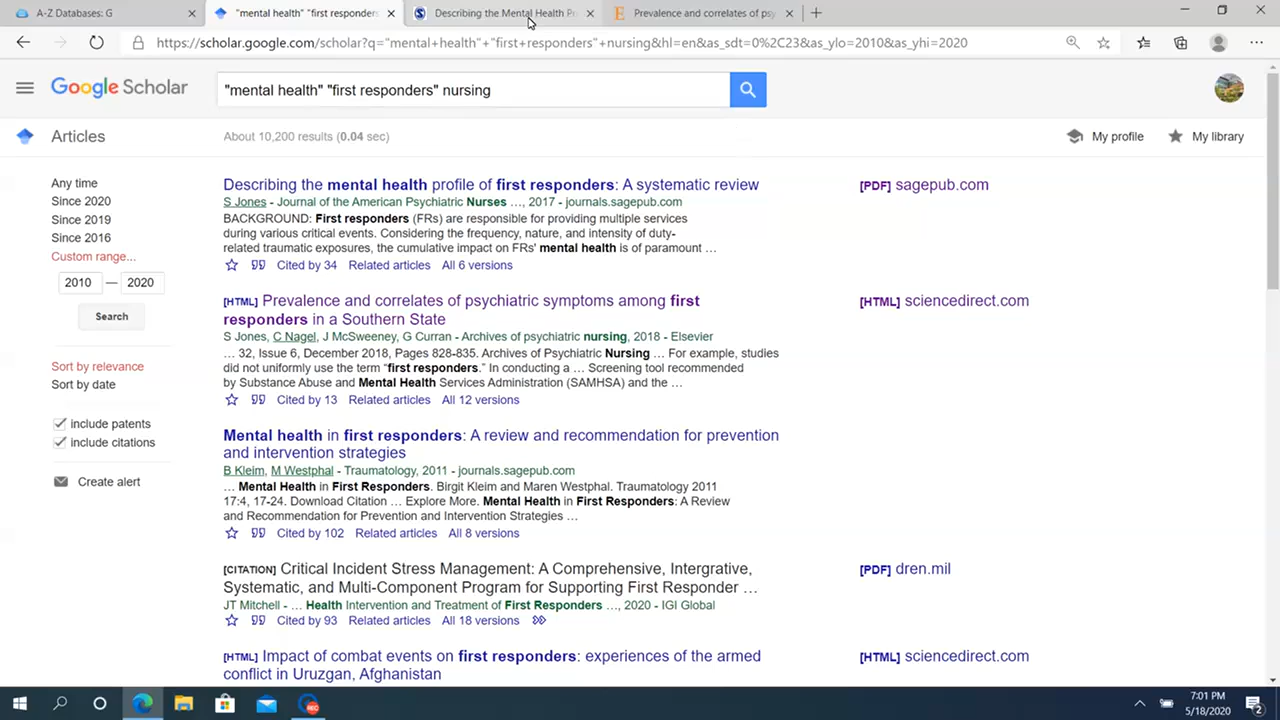 A-Z Databases: G
"mental health" "first responders
Describing the Mental Health Pr
Prevalence and correlates of psy
https://scholar.google.com/scholar?q="mental+health"+"first+responders"+nursing&hl=en&as_sdt=0%2C23&as_ylo=2010&as_yhi=2020
Google Scholar
"mental health" "first responders" nursing
Articles
About 10,200 results (0.04 sec)
My profile
My library
Any time
Since 2020
Since 2019
Since 2016
Custom range...
2010 — 2020
Search
Sort by relevance
Sort by date
include patents
include citations
Create alert
Describing the mental health profile of first responders: A systematic review
S Jones - Journal of the American Psychiatric Nurses …, 2017 - journals.sagepub.com
BACKGROUND: First responders (FRs) are responsible for providing multiple services
during various critical events. Considering the frequency, nature, and intensity of duty-
related traumatic exposures, the cumulative impact on FRs' mental health is of paramount …
Cited by 34 Related articles All 6 versions
[PDF] sagepub.com
[HTML] Prevalence and correlates of psychiatric symptoms among first
responders in a Southern State
S Jones, C Nagel, J McSweeney, G Curran - Archives of psychiatric nursing, 2018 - Elsevier
… 32, Issue 6, December 2018, Pages 828-835. Archives of Psychiatric Nursing … For example, studies
did not uniformly use the term "first responders." In conducting a … Screening tool recommended
by Substance Abuse and Mental Health Services Administration (SAMHSA) and the …
Cited by 13 Related articles All 12 versions
[HTML] sciencedirect.com
Mental health in first responders: A review and recommendation for prevention
and intervention strategies
B Kleim, M Westphal - Traumatology, 2011 - journals.sagepub.com
… Mental Health in First Responders. Birgit Kleim and Maren Westphal. Traumatology 2011
17:4, 17-24. Download Citation … Explore More. Mental Health in First Responders: A Review
and Recommendation for Prevention and Intervention Strategies …
Cited by 102 Related articles All 8 versions
[CITATION] Critical Incident Stress Management: A Comprehensive, Intergrative,
Systematic, and Multi-Component Program for Supporting First Responder …
JT Mitchell - … Health Intervention and Treatment of First Responders …, 2020 - IGI Global
Cited by 93 Related articles All 18 versions
[PDF] dren.mil
[HTML] Impact of combat events on first responders: experiences of the armed
conflict in Uruzgan, Afghanistan
[HTML] sciencedirect.com
REC
7:01 PM
5/18/2020
2